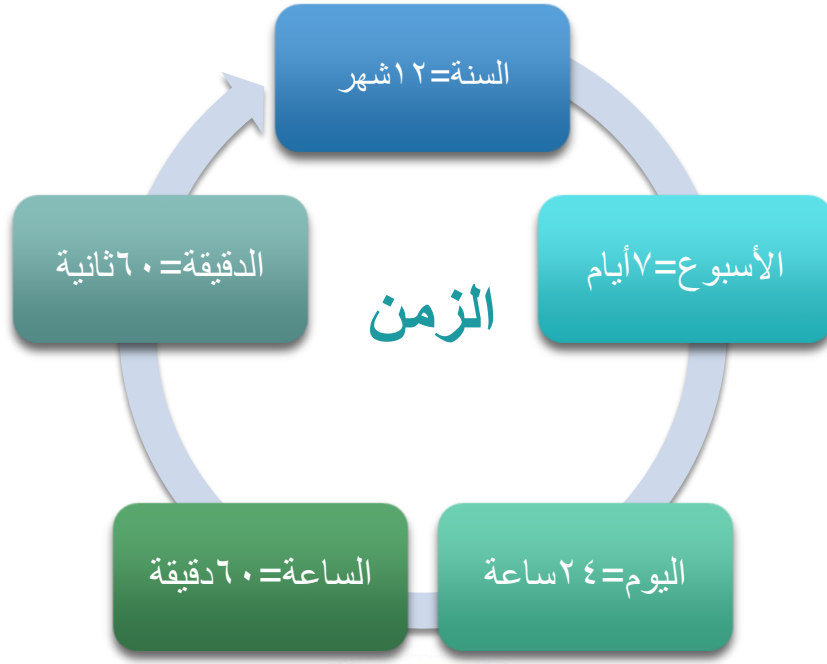 السنة=١٢شهر
الأسبوع=٧أيام
اليوم=٢٤ساعة
الساعة=٦٠دقيقة
الدقيقة=٦٠ثانية
الزمن